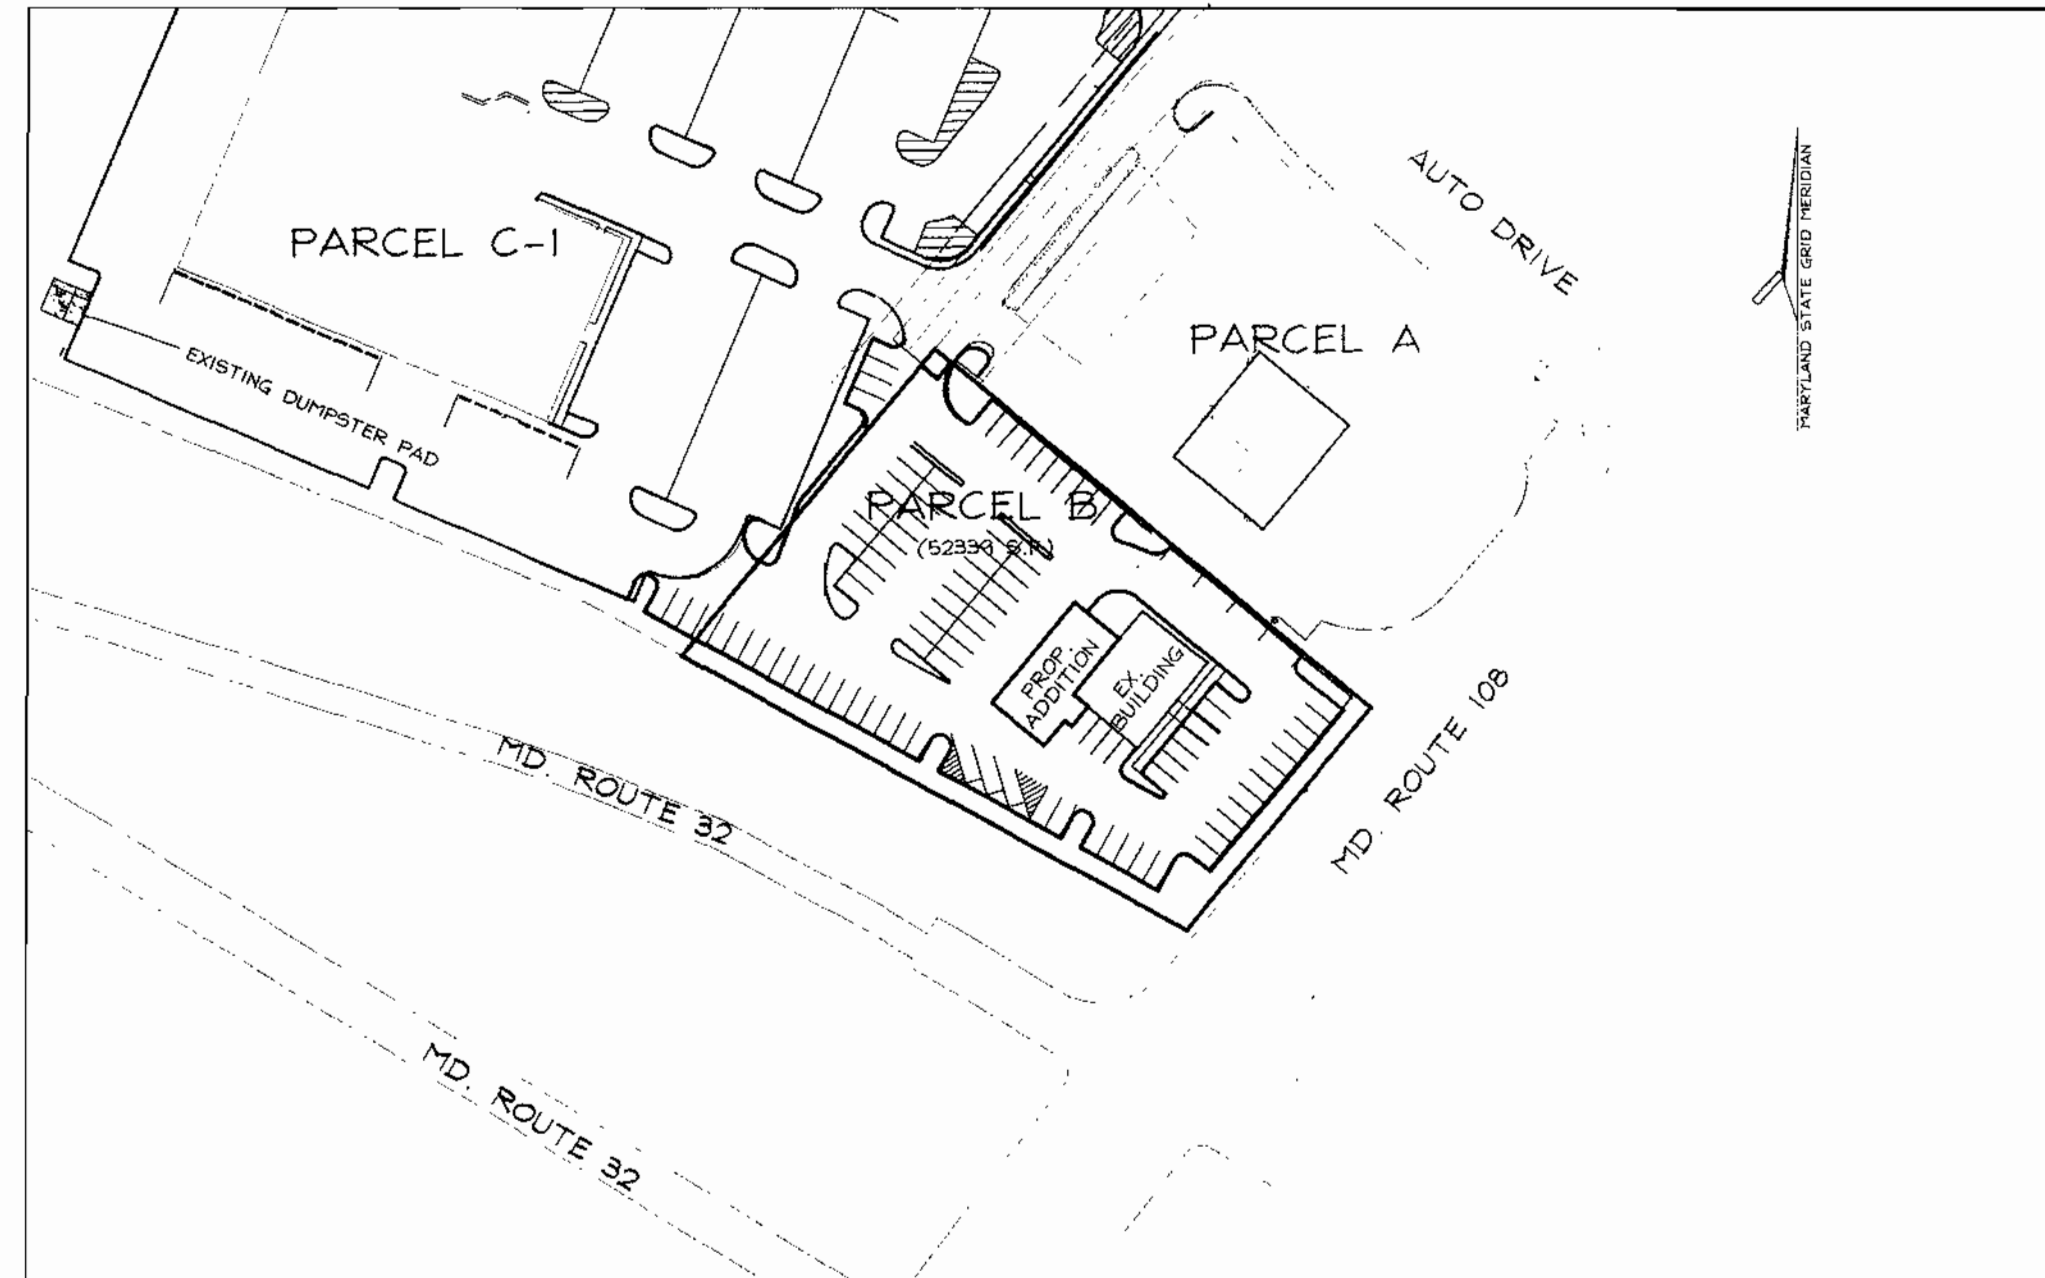 AUTO DRIVE
MARYLAND STATE GRID MERIDIAN
PARCEL C-1
PARCEL A
EXISTING DUMPSTER PAD
PARCEL B
(52339 S.F.)
PROP.
ADDITION
EX.
BUILDING
MD. ROUTE 108
MD. ROUTE 32
MD. ROUTE 32